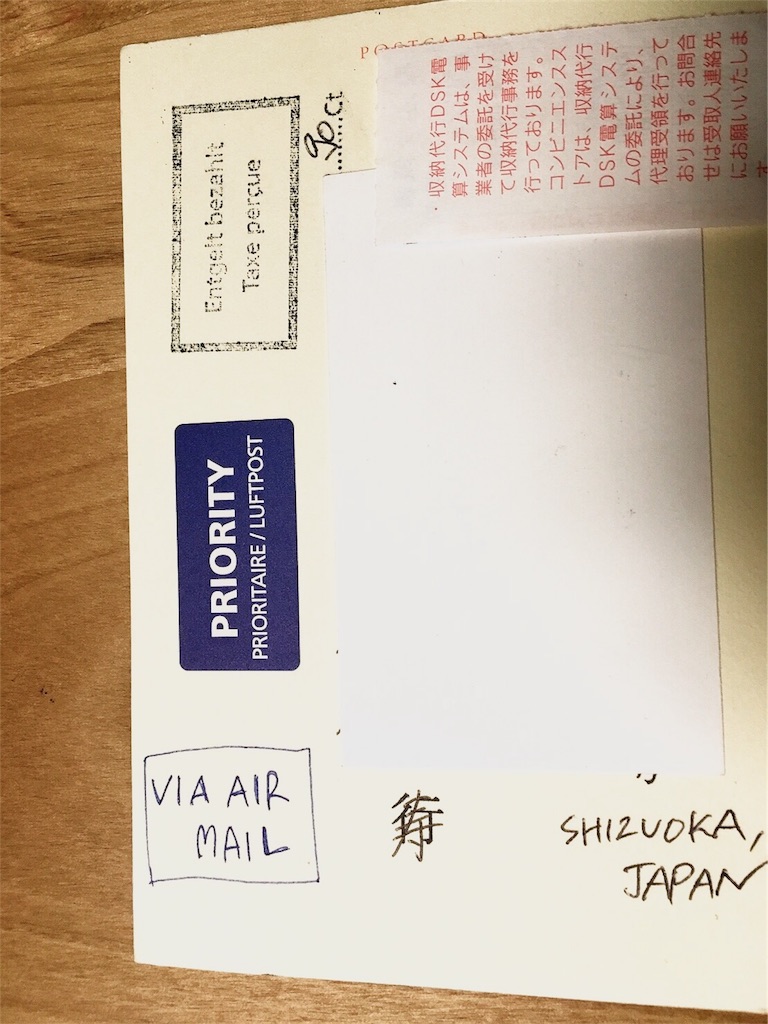 POSTCARD
Entgelt bezahlt
Taxe perçue
90 Ct
PRIORITY
PRIORITAIRE / LUFTPOST
VIA AIR
MAIL
SHIZUOKA,
JAPAN
・収納代行DSK電
算システムは、事
業者の委託を受け
て収納代行事務を
行っております。
コンビニエンスス
トアは、収納代行
DSK電算システ
ムの委託により、
代理受領を行って
おります。お問合
せは受取人連絡先
にお願いいたしま
す